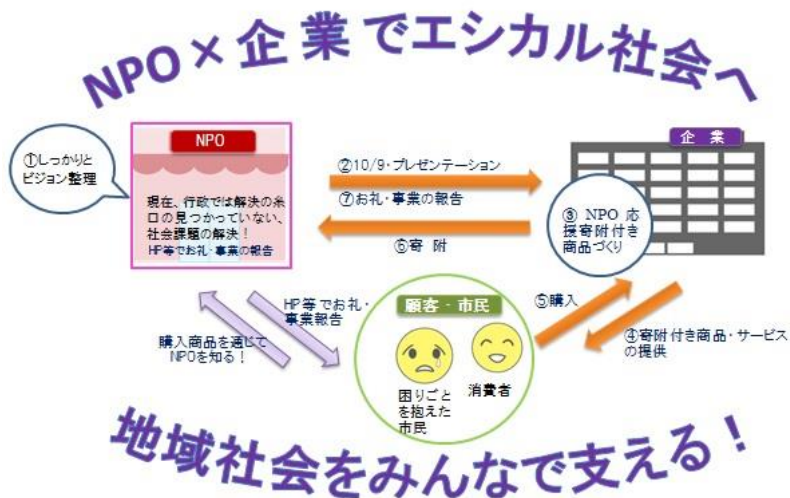 NPO×企業でエシカル社会へ
NPO
企業
①しっかりと
ビジョン整理
②10/9・プレゼンテーション
⑦お礼・事業の報告
現在、行政では解決の糸
口の見つかっていない、
社会課題の解決！
HP等でお礼・事業の報告
③NPO応
援寄附付き
商品づくり
⑥寄附
HP等でお礼・
事業報告
顧客・市民
⑤購入
購入商品を通じて
NPOを知る！
④寄附付き商品・サービス
の提供
困りごと
を抱えた
市民
消費者
地域社会をみんなで支える！